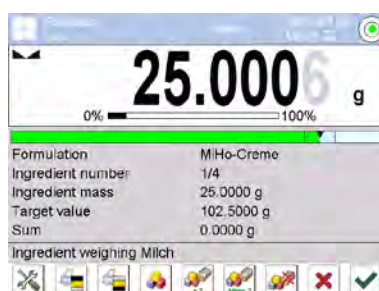 25.0006 g
0% 100%
Formulation MiHo-Creme
Ingredient number 1/4
Ingredient mass 25.0000 g
Target value 102.5000 g
Sum 0.0000 g
Ingredient weighing Milch